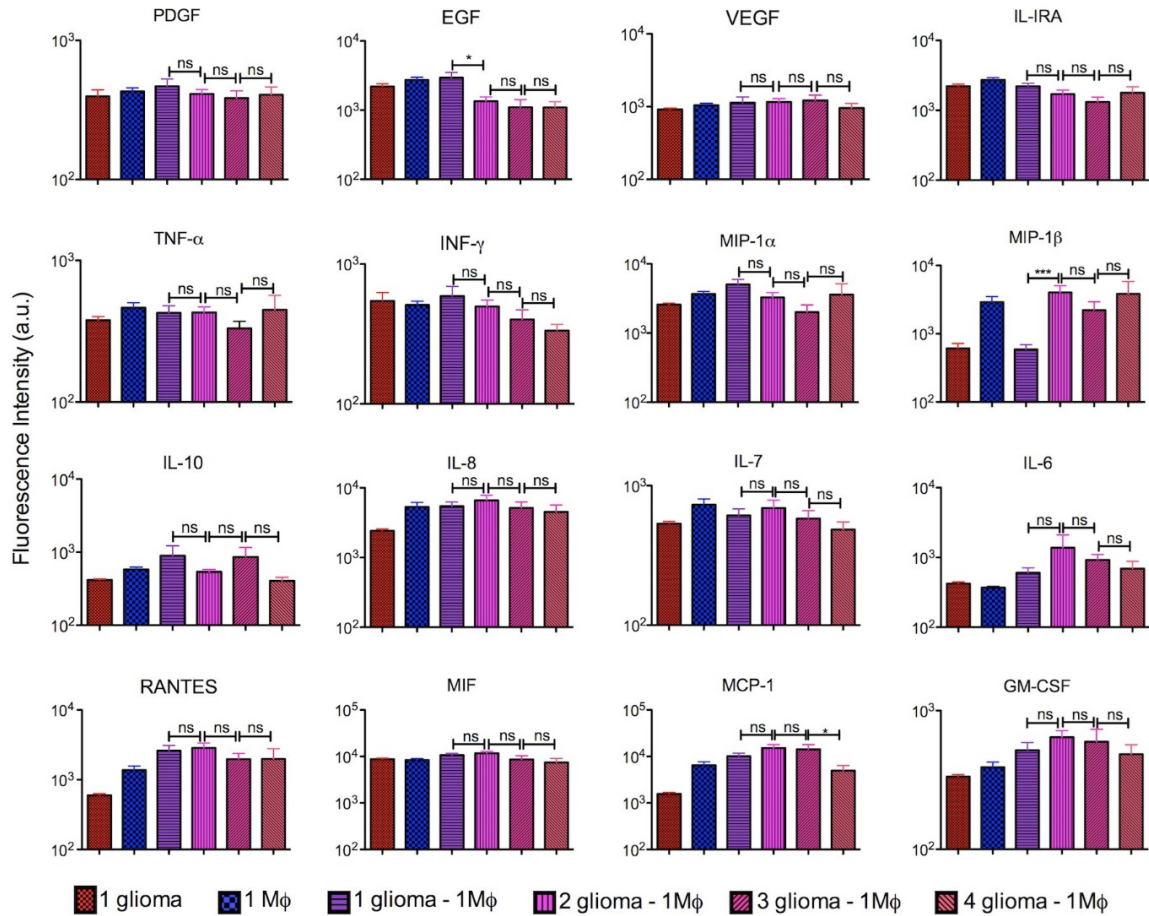 PDGF
EGF
VEGF
IL-IRA
10³
10²
ns
ns
ns
10⁴
10³
10²
*
ns
ns
10⁴
10³
10²
ns
ns
ns
10⁴
10³
10²
ns
ns
ns
TNF-α
INF-γ
MIP-1α
MIP-1β
10³
10²
ns
ns
ns
10³
10²
ns
ns
ns
10⁴
10³
10²
ns
ns
ns
10⁴
10³
10²
***
ns
ns
Fluorescence Intensity (a.u.)
IL-10
IL-8
IL-7
IL-6
10⁴
10³
10²
ns
ns
ns
10⁴
10³
10²
ns
ns
ns
10³
10²
ns
ns
ns
10⁴
10³
10²
ns
ns
ns
RANTES
MIF
MCP-1
GM-CSF
10⁴
10³
10²
ns
ns
ns
10⁵
10⁴
10³
10²
ns
ns
ns
10⁵
10⁴
10³
10²
ns
ns
*
10³
10²
ns
ns
ns
1 glioma
1 Mϕ
1 glioma - 1Mϕ
2 glioma - 1Mϕ
3 glioma - 1Mϕ
4 glioma - 1Mϕ